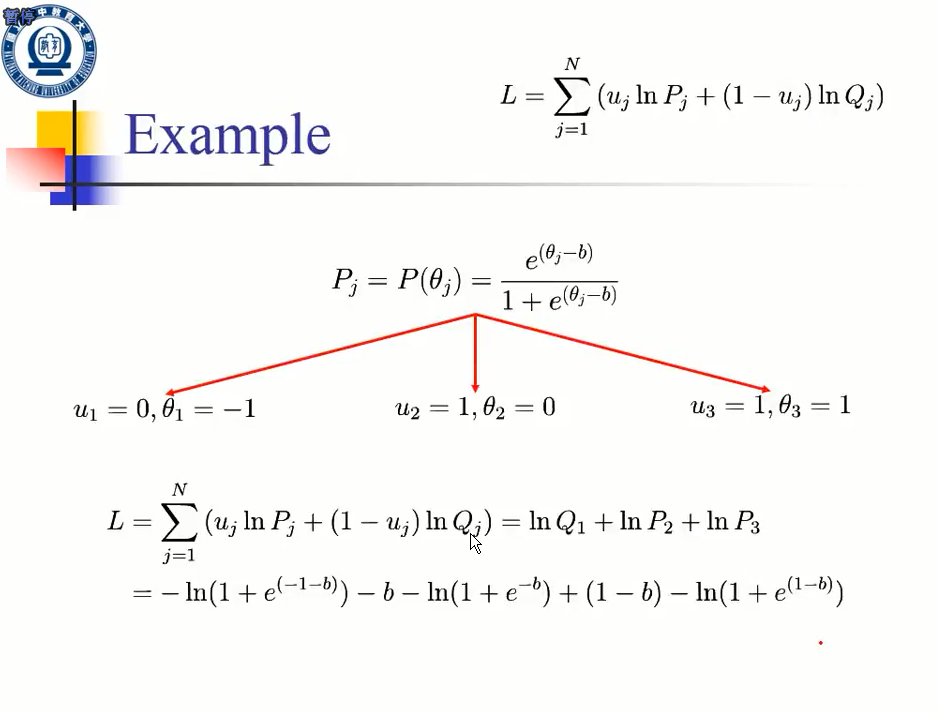 暫停
L = \sum_{j=1}^{N} (u_j \ln P_j + (1 - u_j) \ln Q_j)
Example
P_j = P(\theta_j) = \frac{e^{(\theta_j - b)}}{1 + e^{(\theta_j - b)}}
u_1 = 0, \theta_1 = -1
u_2 = 1, \theta_2 = 0
u_3 = 1, \theta_3 = 1
L = \sum_{j=1}^{N} (u_j \ln P_j + (1 - u_j) \ln Q_j) = \ln Q_1 + \ln P_2 + \ln P_3
= -\ln(1 + e^{(-1-b)}) - b - \ln(1 + e^{-b}) + (1 - b) - \ln(1 + e^{(1-b)})